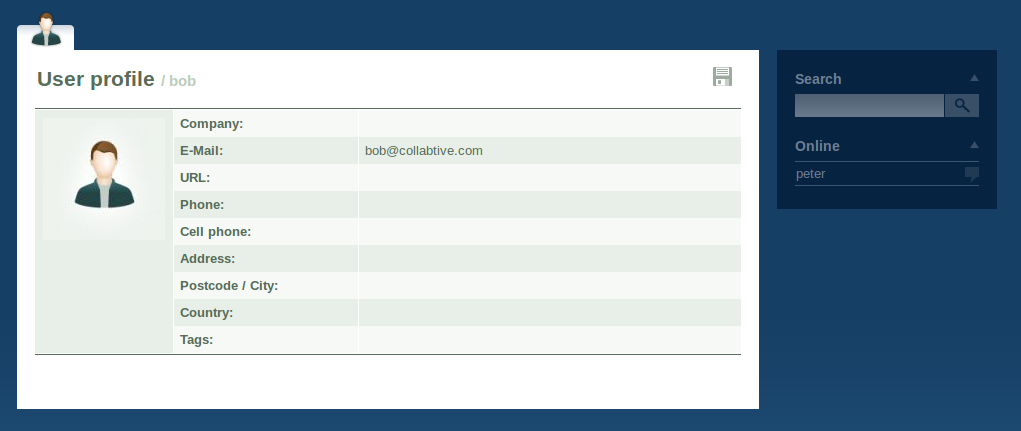 User profile / bob
Company:
E-Mail: bob@collabtive.com
URL:
Phone:
Cell phone:
Address:
Postcode / City:
Country:
Tags:
Search
Online
peter